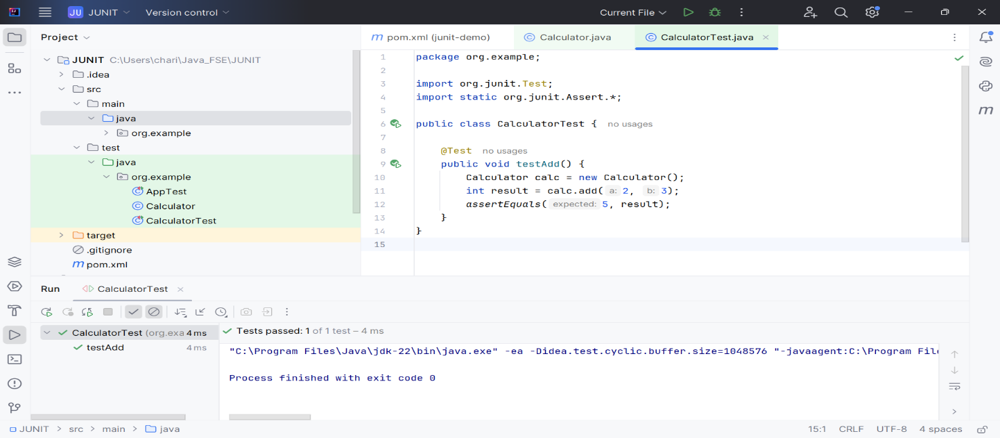 JU JUNIT Version control Current File
Project
pom.xml (junit-demo) Calculator.java CalculatorTest.java
JUNIT C:\Users\chari\Java_FSE\JUNIT
.idea
src
main
java
org.example
test
java
org.example
AppTest
Calculator
CalculatorTest
target
.gitignore
m pom.xml
1 package org.example;
2
3 import org.junit.Test;
4 import static org.junit.Assert.*;
5
6 public class CalculatorTest { no usages
7
8 @Test no usages
9 public void testAdd() {
10 Calculator calc = new Calculator();
11 int result = calc.add( a: 2, b: 3);
12 assertEquals( expected: 5, result);
13 }
14 }
15
Run CalculatorTest
CalculatorTest (org.exa 4 ms
testAdd 4 ms
Tests passed: 1 of 1 test – 4 ms
"C:\Program Files\Java\jdk-22\bin\java.exe" -ea -Didea.test.cyclic.buffer.size=1048576 "-javaagent:C:\Program File
Process finished with exit code 0
JUNIT > src > main > java 15:1 CRLF UTF-8 4 spaces